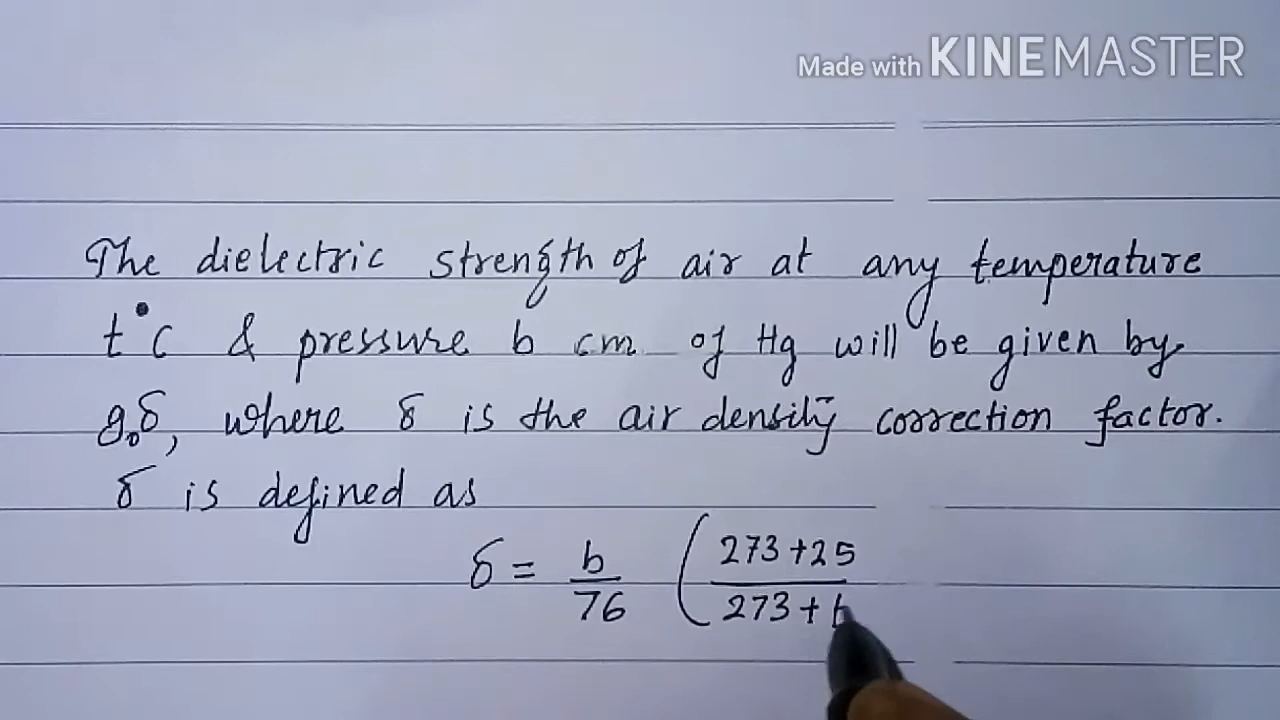 Made with KINEMASTER
The dielectric strength of air at any temperature
t°C & pressure b cm of Hg will be given by
g₀δ, where δ is the air density correction factor.
δ is defined as
δ = b/76 (273+25/273+t